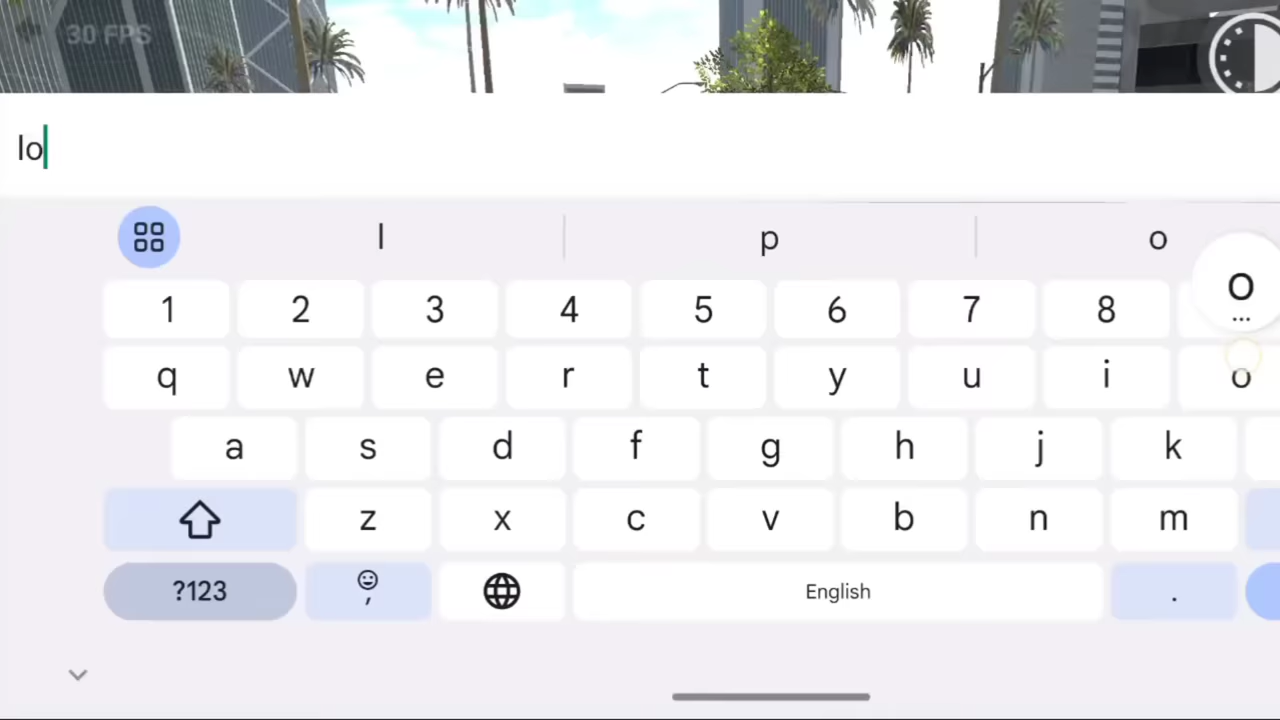 30 FPS
lo
l p o
o
...
1 2 3 4 5 6 7 8
q w e r t y u i o
a s d f g h j k
z x c v b n m
?123 , English .